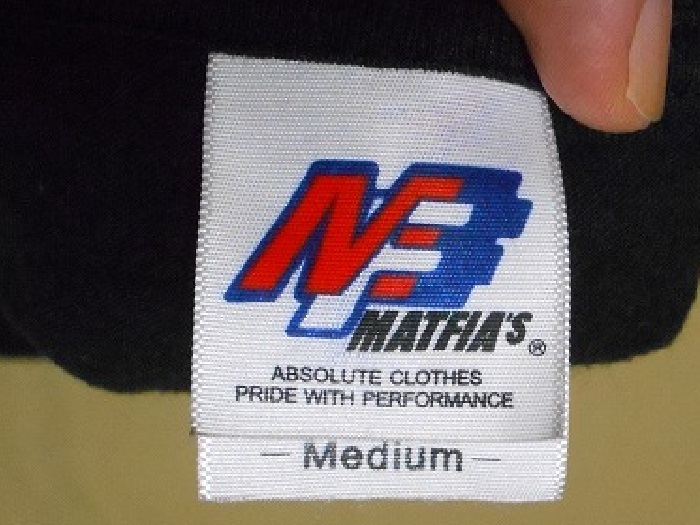 MATFIA'S®
ABSOLUTE CLOTHES
PRIDE WITH PERFORMANCE
- Medium -